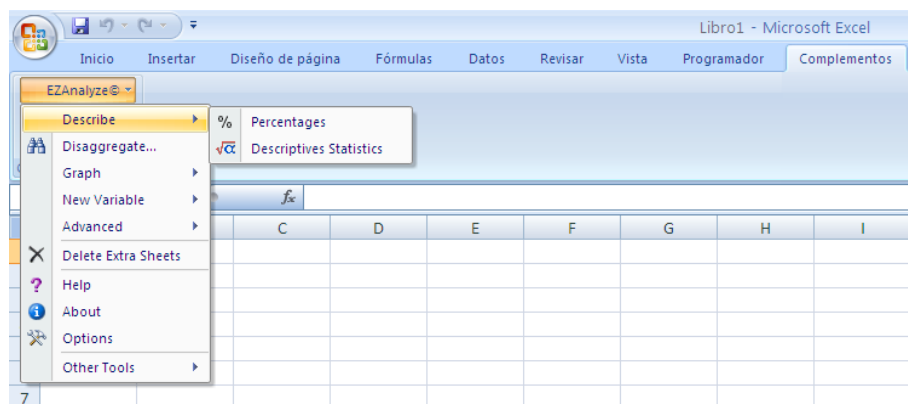 Libro1 - Microsoft Excel
Inicio Insertar Diseño de página Fórmulas Datos Revisar Vista Programador Complementos
EZAnalyze©
Describe
% Percentages
Disaggregate...
√α Descriptives Statistics
Graph
New Variable
fx
Advanced
C D E F G H I
Delete Extra Sheets
? Help
About
Options
Other Tools
7